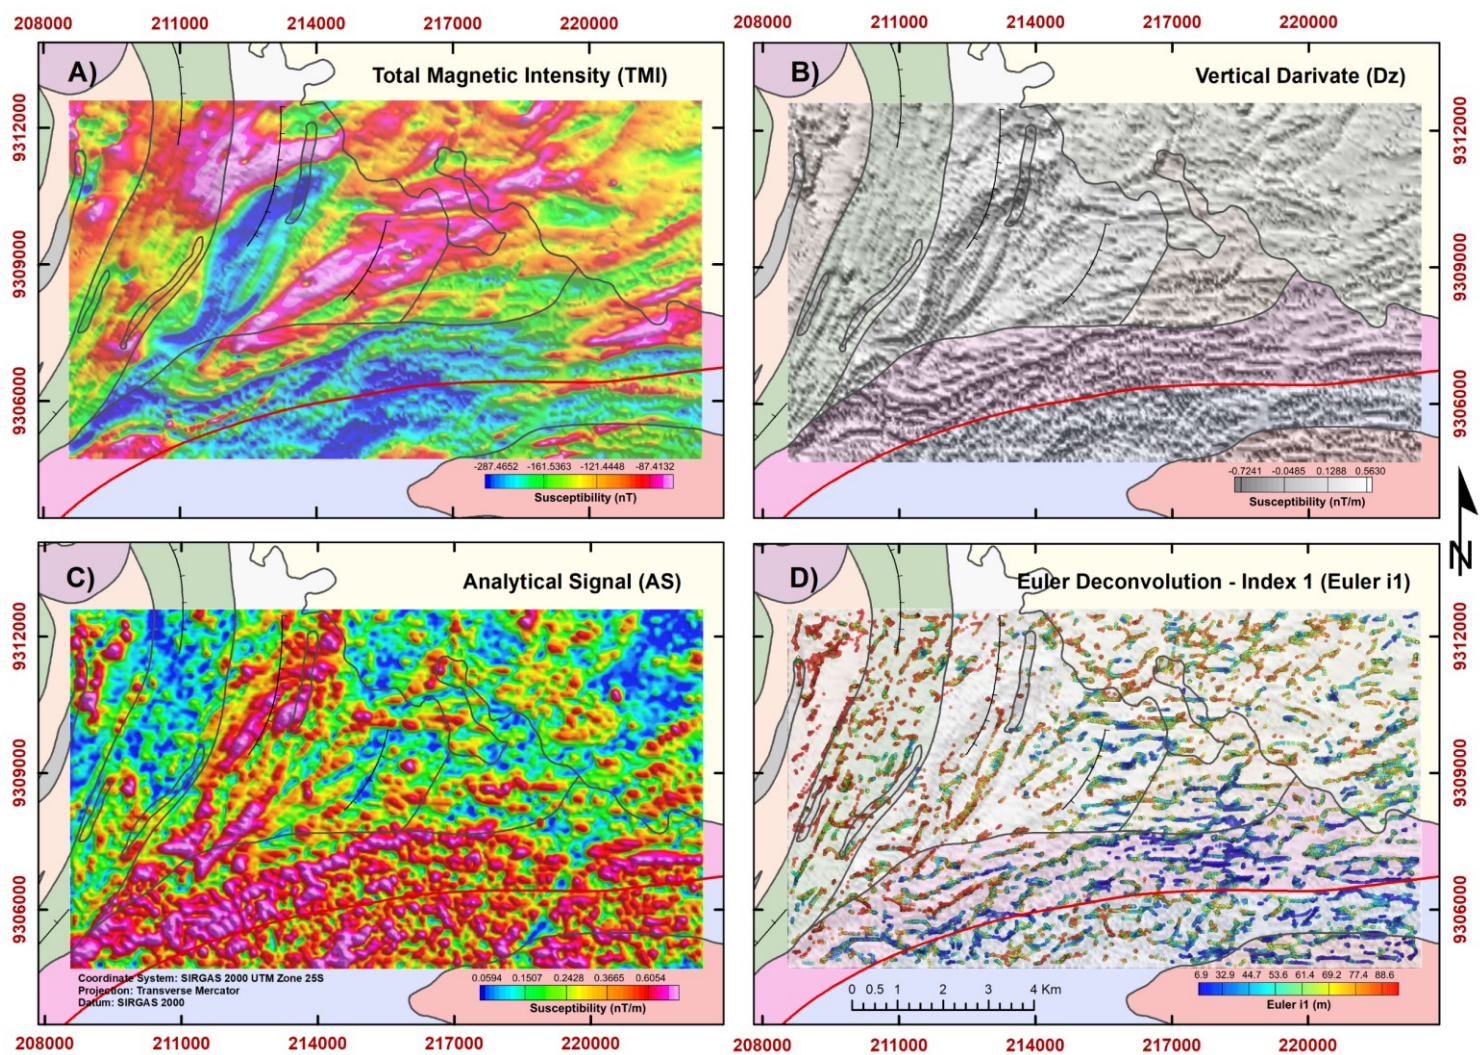 208000 211000 214000 217000 220000 208000 211000 214000 217000 220000
A) Total Magnetic Intensity (TMI)
B) Vertical Darivate (Dz)
9312000 9312000
9309000 9309000
9306000 9306000
-287.4652 -161.5363 -121.4448 -87.4132
Susceptibility (nT)
-0.7241 -0.0485 0.1288 0.5630
Susceptibility (nT/m)
N
C) Analytical Signal (AS)
D) Euler Deconvolution - Index 1 (Euler i1)
9312000 9312000
9309000 9309000
9306000 9306000
Coordinate System: SIRGAS 2000 UTM Zone 25S
Projection: Transverse Mercator
Datum: SIRGAS 2000
0.0594 0.1507 0.2428 0.3665 0.6054
Susceptibility (nT/m)
0 0.5 1 2 3 4 Km
6.9 32.9 44.7 53.6 61.4 69.2 77.4 88.6
Euler i1 (m)
208000 211000 214000 217000 220000 208000 211000 214000 217000 220000